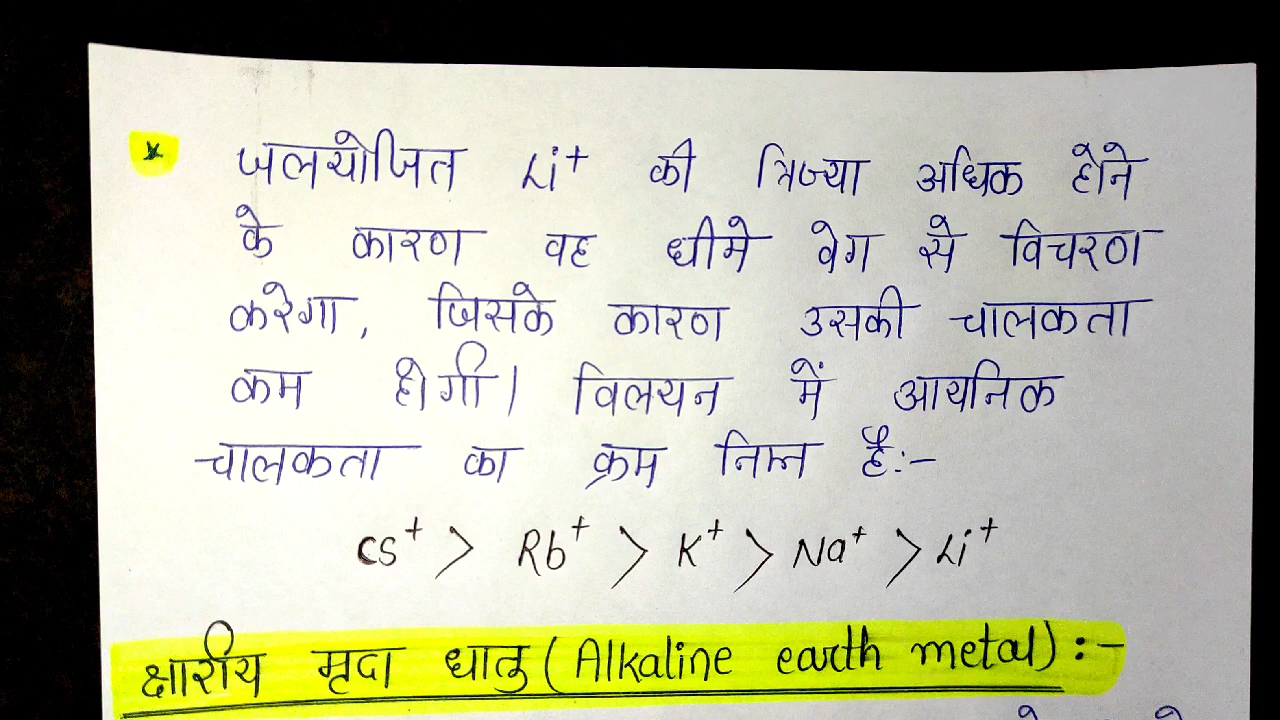 * जलयोजित Li+ की त्रिज्या अधिक होने
के कारण वह धीमे वेग से विचरण
करेगा, जिसके कारण उसकी चालकता
कम होगी। विलयन में आयनिक
चालकता का क्रम निम्न है:-
Cs+ > Rb+ > K+ > Na+ > Li+
क्षारीय मृदा धातु (Alkaline earth metal) :-